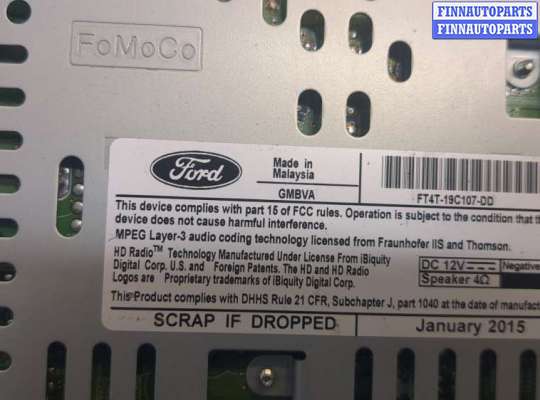 FINNAUTOPARTS
FINNAUTOPARTS
FoMoCo
Ford
Made in
Malaysia
GMBVA
FT4T-19C107-DD
This device complies with part 15 of FCC rules. Operation is subject to the condition that th
device does not cause harmful interference.
MPEG Layer-3 audio coding technology licensed from Fraunhofer IIS and Thomson.
HD Radio™ Technology Manufactured Under License From iBiquity
Digital Corp. U.S. and Foreign Patents. The HD and HD Radio
Logos are Proprietary trademarks of iBiquity Digital Corp.
DC 12V
Negative
Speaker 4Ω
This Product complies with DHHS Rule 21 CFR, Subchapter J, part 1040 at the date of manufact
SCRAP IF DROPPED
January 2015